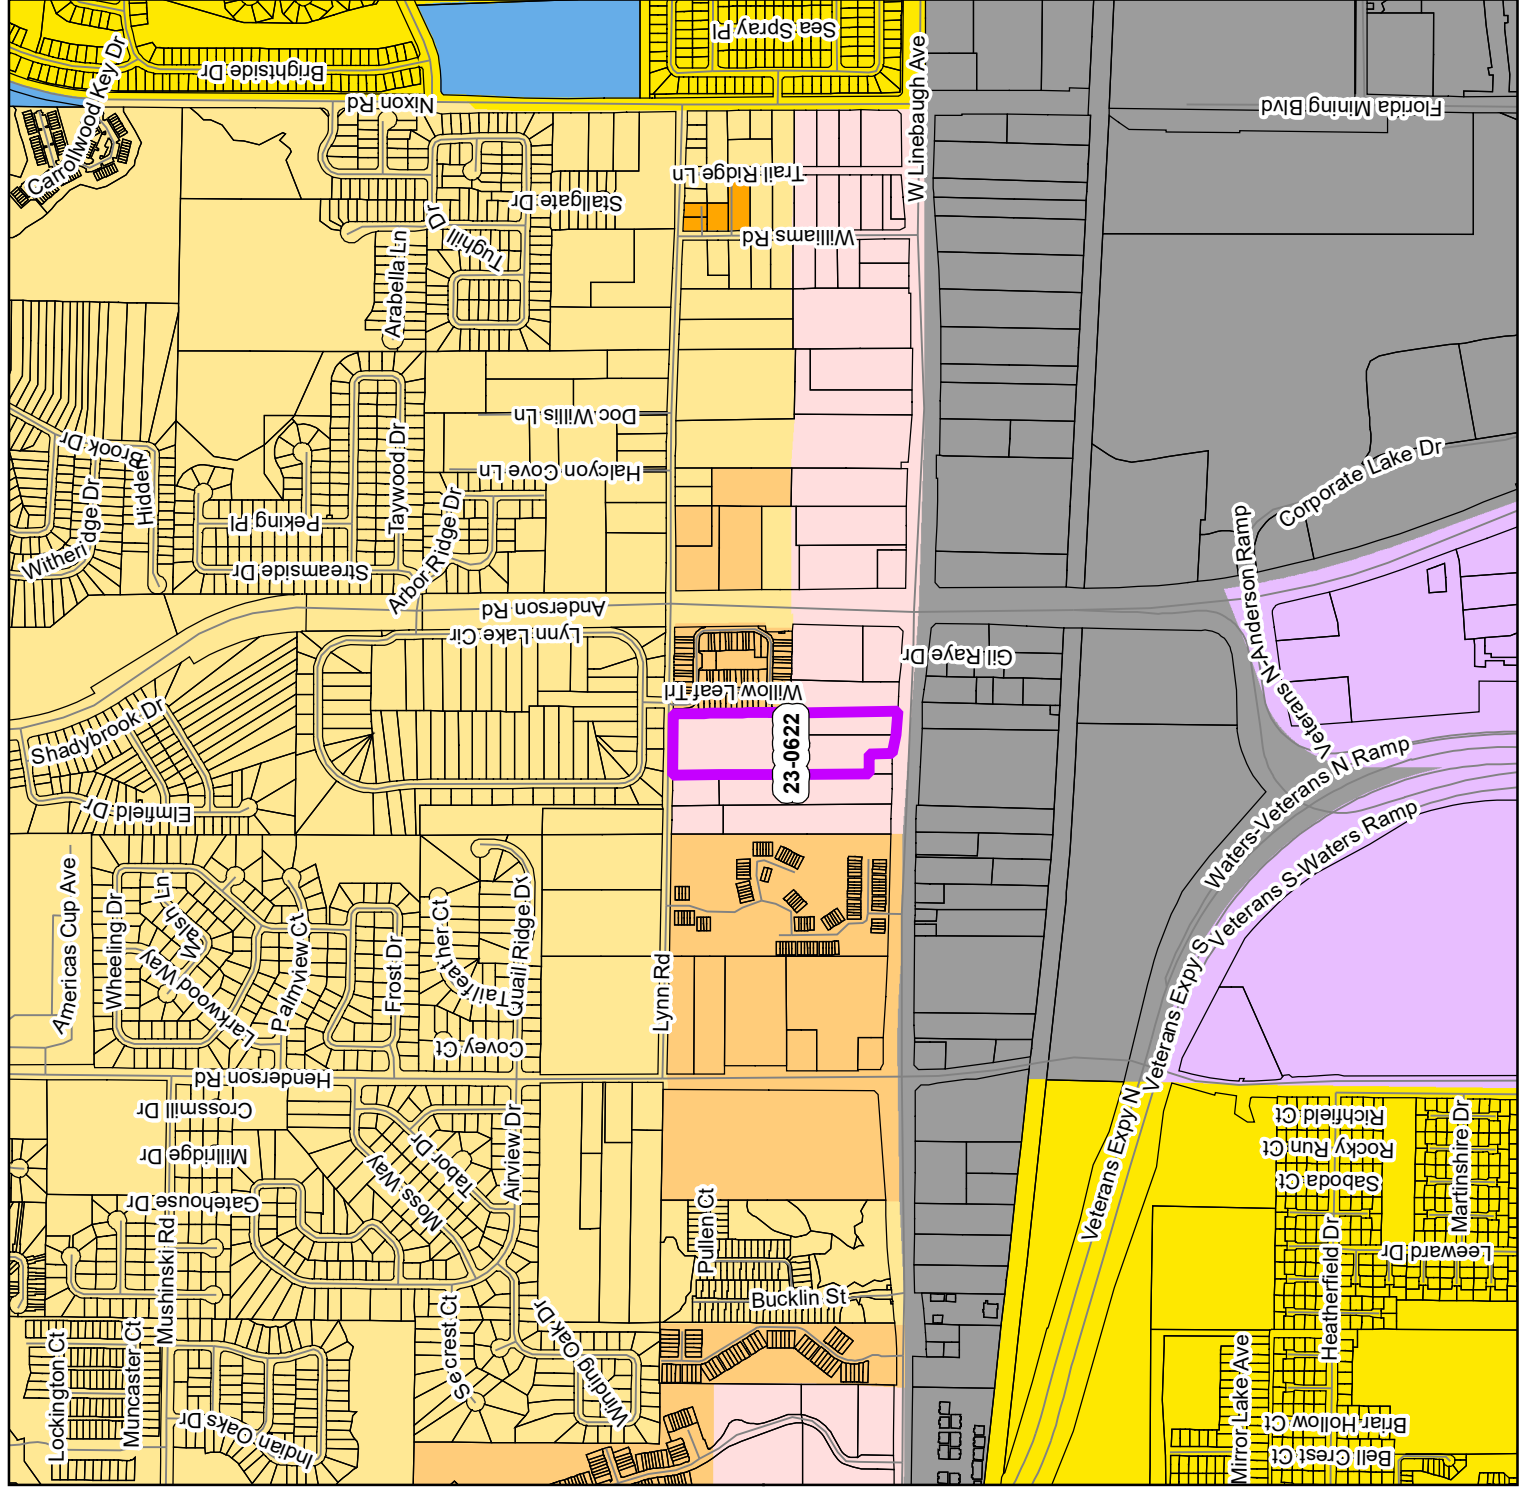 Sea Spray Pl
Brightside Dr
Nixon Rd
Carrollwood Key Dr
W Linebaugh Ave
Florida Mining Blvd
Trail Ridge Ln
Stallgate Dr
Tughill Dr
Arabella Ln
Williams Rd
Doc Willis Ln
Halcyon Cove Ln
Hidden Brook Dr
Witheridge Dr
Peking Pl
Taywood Dr
Streamside Dr
Arbor Ridge Dr
Corporate Lake Dr
Veterans N-Anderson Ramp
Anderson Rd
Lynn Lake Cir
Gil Raye Dr
Willow Leaf Trl
23-0622
Shadybrook Dr
Elmfield Dr
Veterans N
Waters-Veterans N Ramp
Veterans S-Waters Ramp
Americas Cup Ave
Wheeling Dr
Walsh Ln
Larkwood Way
Palmview Ct
Frost Dr
Tailfeather Ct
Quail Ridge Dr
Covey Ct
Lynn Rd
Veterans Expy S
Henderson Rd
Crossmill Dr
Millridge Dr
Gatehouse Dr
Mushinski Rd
Moss Way
Tabor Dr
Airview Dr
Pullen Ct
Bucklin St
Veterans Expy N
Richfield Ct
Rocky Run Ct
Saboda Ct
Martinshire Dr
Leeward Dr
Heatherfield Dr
Lockington Ct
Muncaster Ct
Indian Oaks Dr
Secrest Ct
Winding Oak Dr
Mirror Lake Ave
Briar Hollow Ct
Bell Crest Ct